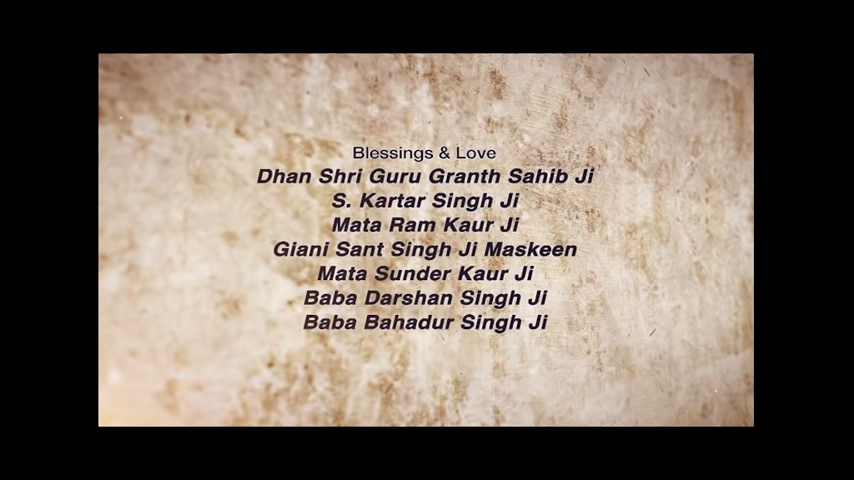 Blessings & Love
Dhan Shri Guru Granth Sahib Ji
S. Kartar Singh Ji
Mata Ram Kaur Ji
Giani Sant Singh Ji Maskeen
Mata Sunder Kaur Ji
Baba Darshan Singh Ji
Baba Bahadur Singh Ji